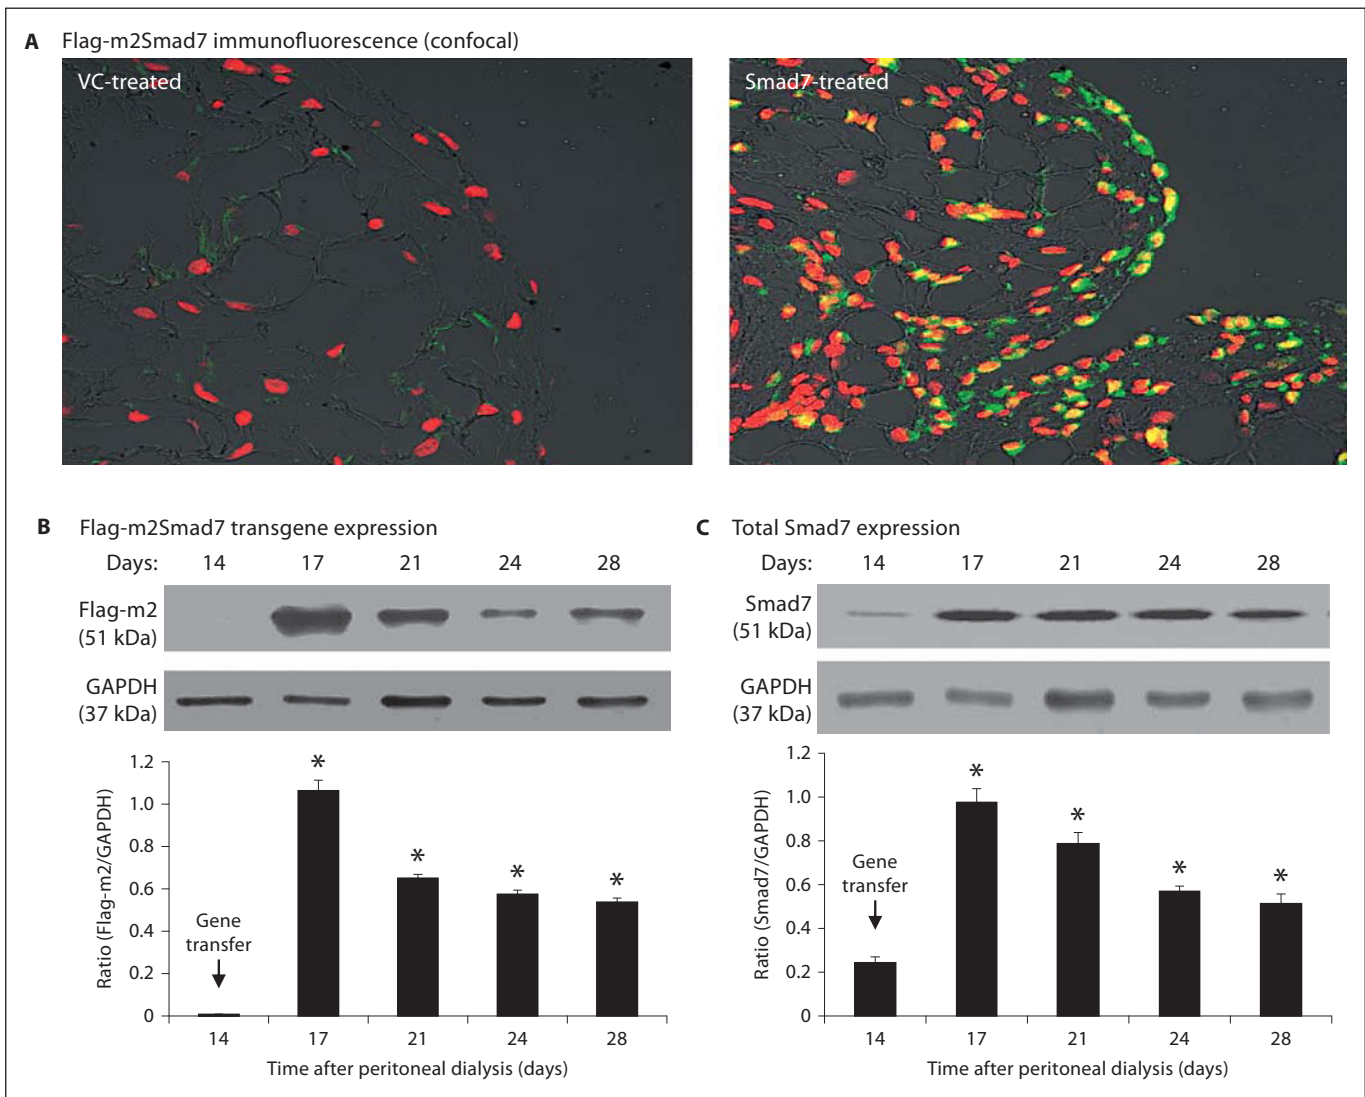 A Flag-m2Smad7 immunofluorescence (confocal)
VC-treated
Smad7-treated
B Flag-m2Smad7 transgene expression
Days: 14 17 21 24 28
Flag-m2
(51 kDa)
GAPDH
(37 kDa)
Ratio (Flag-m2/GAPDH)
1.2
1.0
0.8
0.6
0.4
0.2
0
Gene
transfer
*
*
*
*
14 17 21 24 28
Time after peritoneal dialysis (days)
C Total Smad7 expression
Days: 14 17 21 24 28
Smad7
(51 kDa)
GAPDH
(37 kDa)
Ratio (Smad7/GAPDH)
1.2
1.0
0.8
0.6
0.4
0.2
0
Gene
transfer
*
*
*
*
14 17 21 24 28
Time after peritoneal dialysis (days)